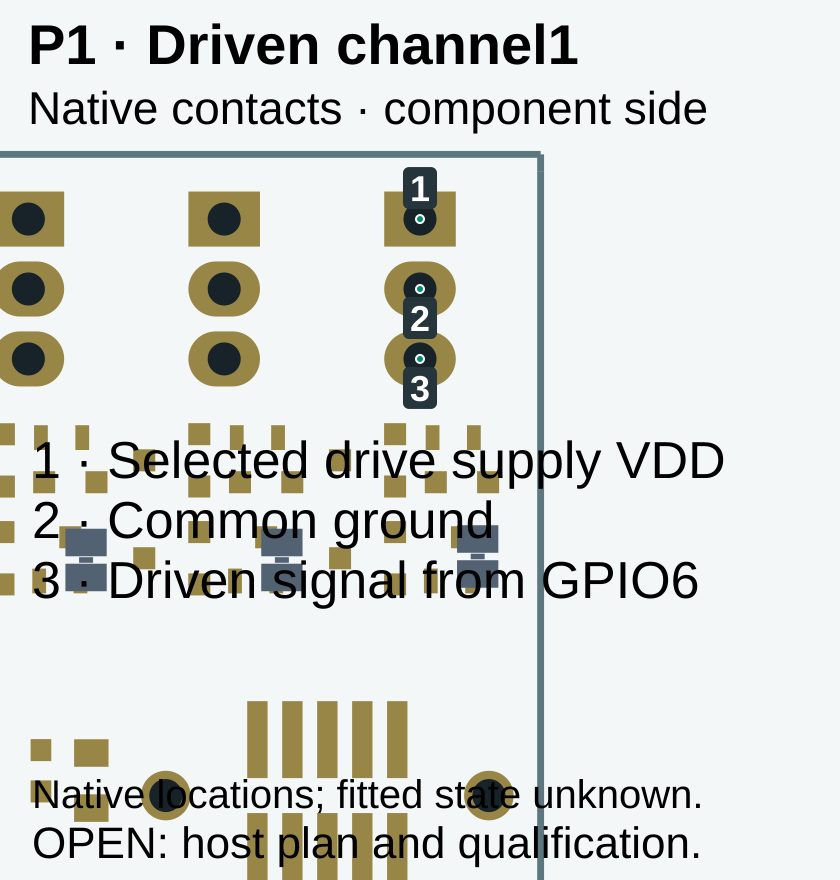 P1 · Driven channel1
Native contacts · component side
1
2
3
1 · Selected drive supply VDD
2 · Common ground
3 · Driven signal from GPIO6
Native locations; fitted state unknown.
OPEN: host plan and qualification.